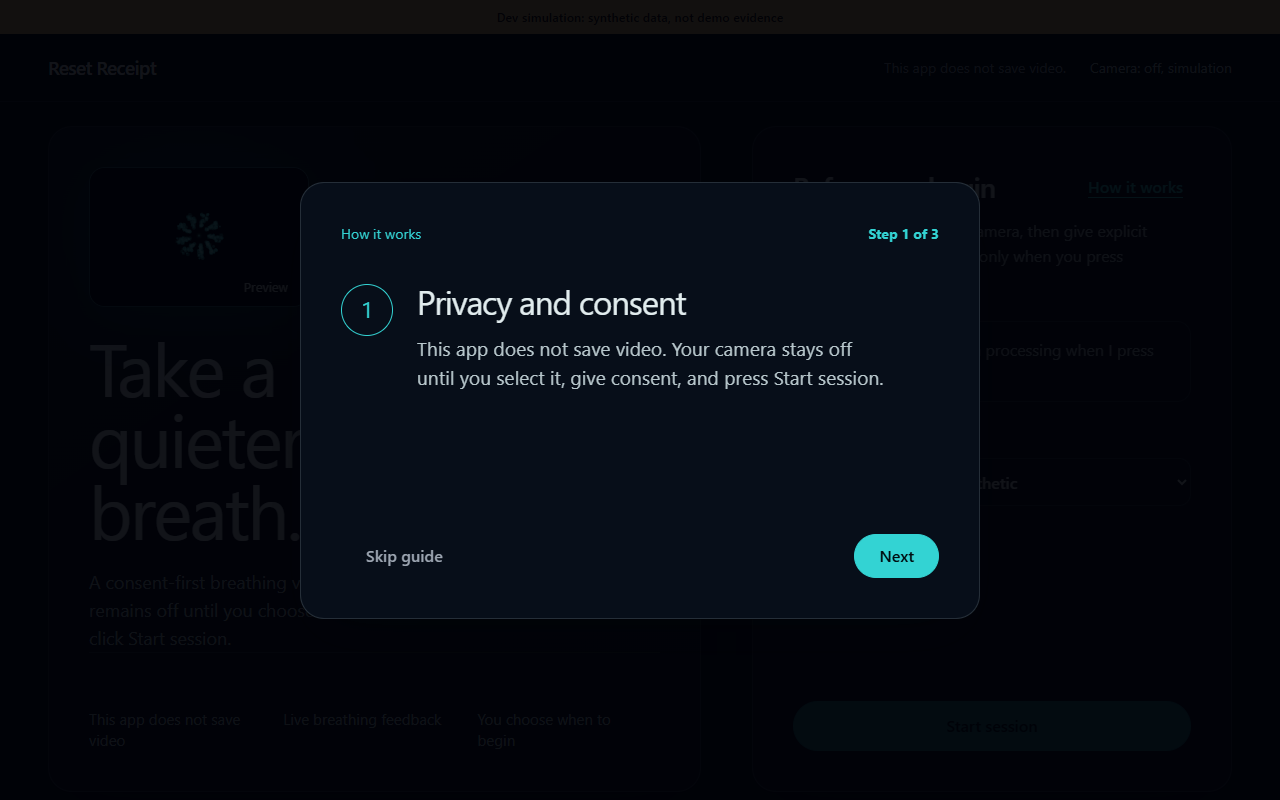 Dev simulation: synthetic data, not demo evidence
Reset Receipt
This app does not save video.
Camera: off, simulation
Preview
Take a
quieter
breath.
A consent-first breathing
remains off until you
click Start session.
This app does not save
video
Live breathing feedback
You choose when to
begin
How it works
Step 1 of 3
1
Privacy and consent
This app does not save video. Your camera stays off
until you select it, give consent, and press Start session.
Skip guide
Next
How it works
then give explicit
only when you press
processing when I press
Start session